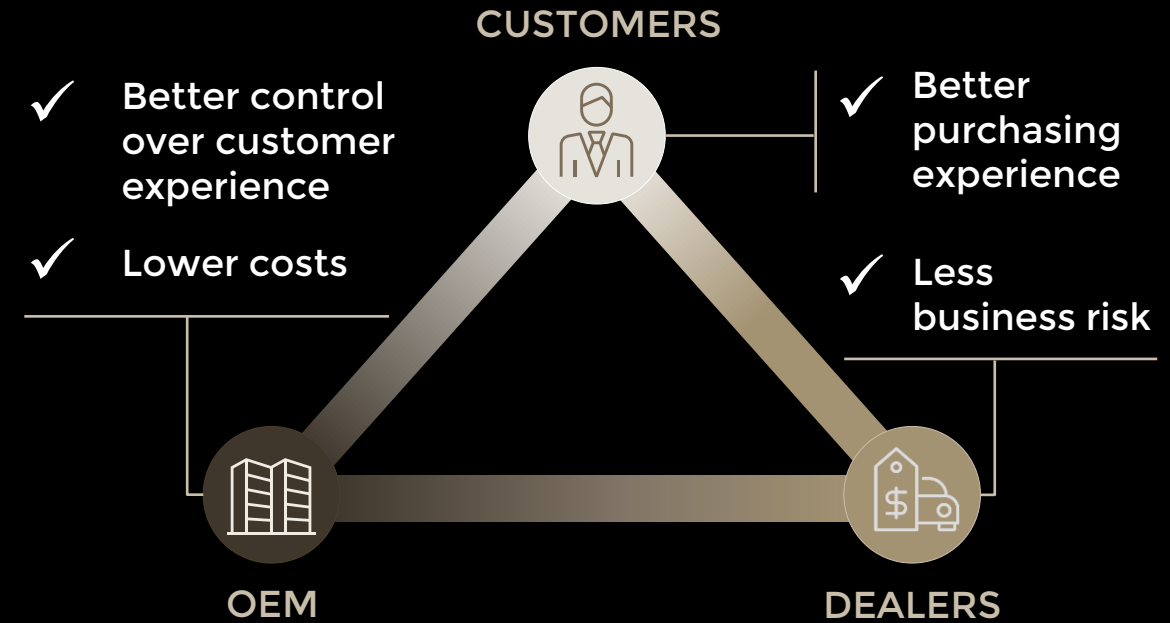 CUSTOMERS
Better control
over customer
experience
Lower costs
Better
purchasing
experience
Less
business risk
$
OEM
DEALERS